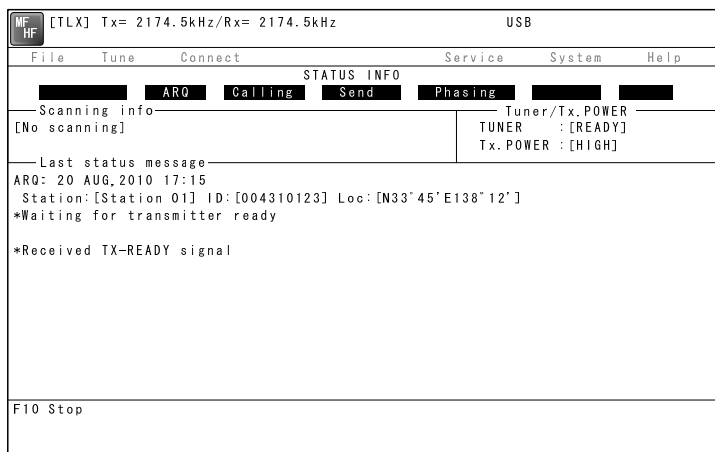 MF
HF
[TLX] Tx= 2174.5kHz/Rx= 2174.5kHz USB
File Tune Connect Service System Help
STATUS INFO
ARQ Calling Send Phasing
Scanning info
[No scanning]
Tuner/Tx.POWER
TUNER :[READY]
Tx.POWER :[HIGH]
Last status message
ARQ: 20 AUG,2010 17:15
Station:[Station 01] ID:[004310123] Loc:[N33°45'E138°12']
*Waiting for transmitter ready
*Received TX-READY signal
F10 Stop